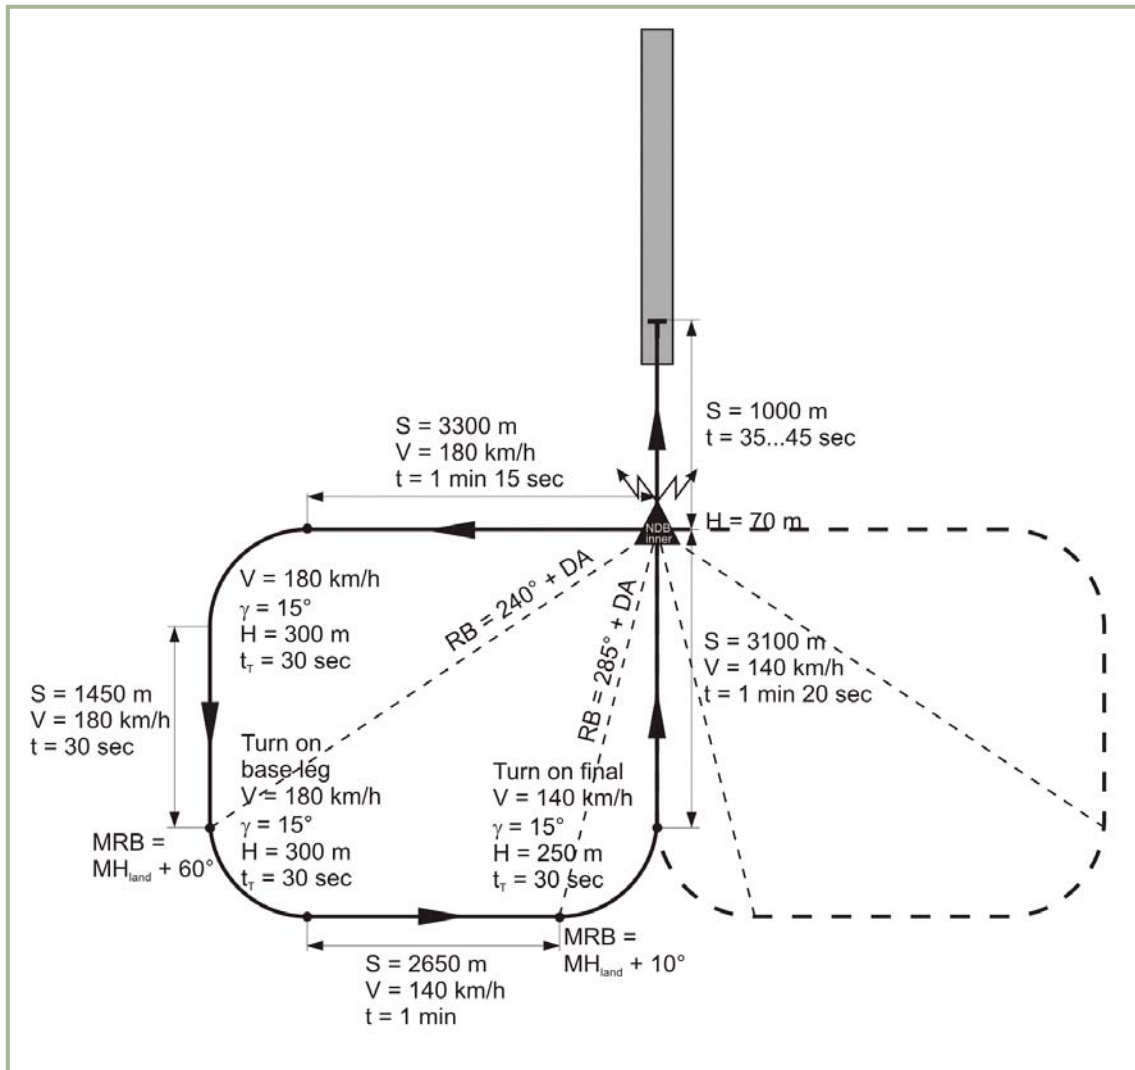 S = 1000 m
t = 35...45 sec
S = 3300 m
V = 180 km/h
t = 1 min 15 sec
NDB
inner
H = 70 m
V = 180 km/h
γ = 15°
H = 300 m
tT = 30 sec
RB = 240° + DA
RB = 285° + DA
S = 3100 m
V = 140 km/h
t = 1 min 20 sec
S = 1450 m
V = 180 km/h
t = 30 sec
Turn on
base leg
V = 180 km/h
γ = 15°
H = 300 m
tT = 30 sec
Turn on final
V = 140 km/h
γ = 15°
H = 250 m
tT = 30 sec
MRB =
MHland + 60°
MRB =
MHland + 10°
S = 2650 m
V = 140 km/h
t = 1 min